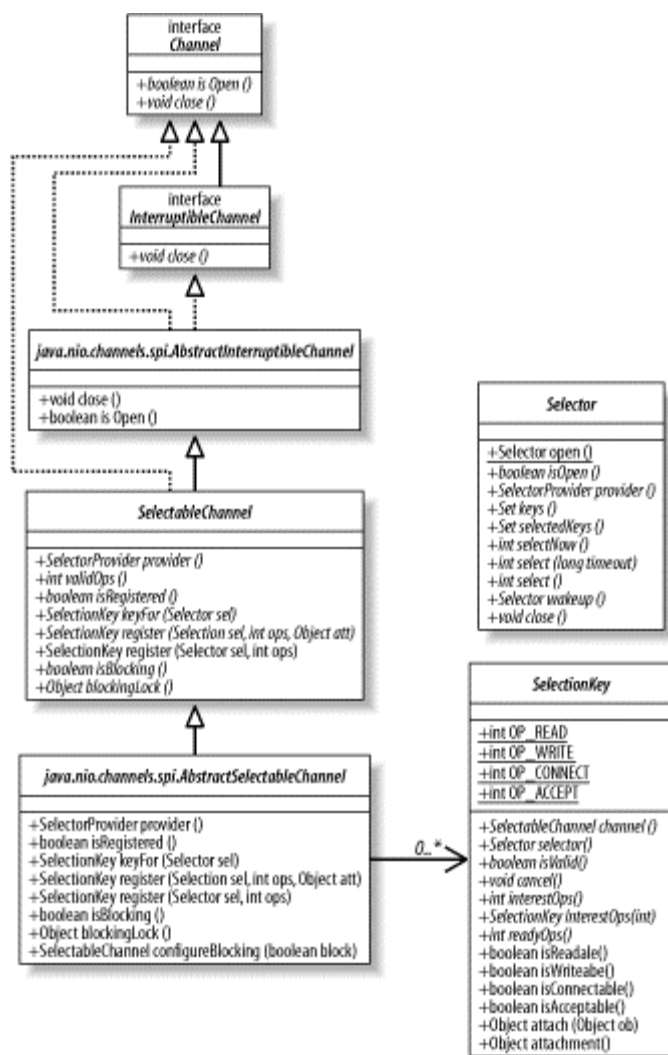 interface
Channel
+boolean is Open ()
+void close ()
interface
InterruptibleChannel
+void close ()
java.nio.channels.spi.AbstractInterruptibleChannel
+void close ()
+boolean is Open ()
SelectableChannel
+SelectorProvider provider ()
+int validOps ()
+boolean isRegistered ()
+SelectionKey keyFor (Selector sel)
+SelectionKey register (Selection sel, int ops, Object att)
+SelectionKey register (Selector sel, int ops)
+boolean isBlocking ()
+Object blockingLock ()
java.nio.channels.spi.AbstractSelectableChannel
+SelectorProvider provider ()
+boolean isRegistered ()
+SelectionKey keyFor (Selector sel)
+SelectionKey register (Selection sel, int ops, Object att)
+SelectionKey register (Selector sel, int ops)
+boolean isBlocking ()
+Object blockingLock ()
+SelectableChannel configureBlocking (boolean block)
0...*
Selector
+Selector open ()
+boolean isOpen ()
+SelectorProvider provider ()
+Set keys ()
+Set selectedKeys ()
+int selectNow ()
+int select (long timeout)
+int select ()
+Selector wakeup ()
+void close ()
SelectionKey
+int OP_READ
+int OP_WRITE
+int OP_CONNECT
+int OP_ACCEPT
+SelectableChannel channel ()
+Selector selector()
+boolean isValid()
+void cancel()
+int interestOps()
+SelectionKey InterestOps(int)
+int readyOps()
+boolean isReadale()
+boolean isWriteabe()
+boolean isConnectable()
+boolean isAcceptable()
+Object attach (Object ob)
+Object attachment()